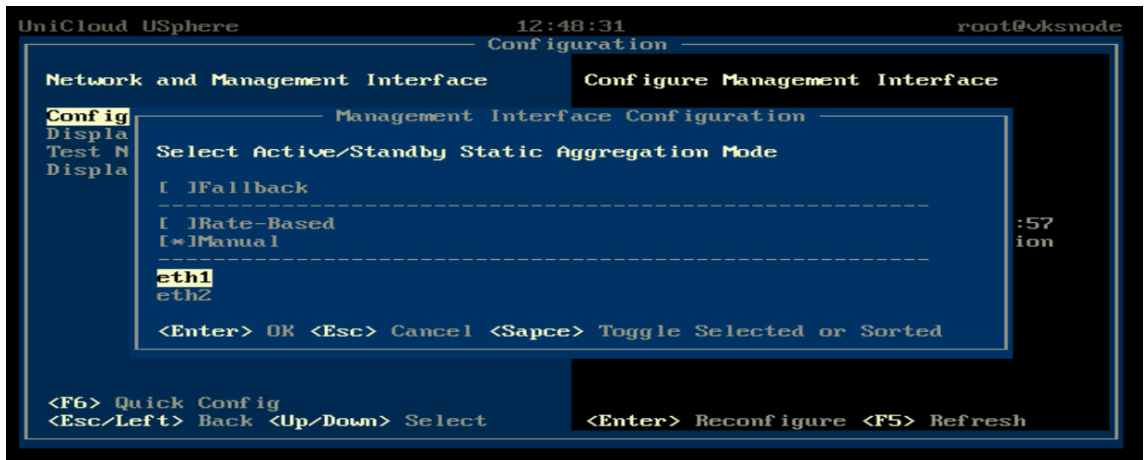 UniCloud USphere 12:48:31 root@vksnode
Configuration
Network and Management Interface Configure Management Interface
Config
Management Interface Configuration
Displa
Test N
Displa
Select Active/Standby Static Aggregation Mode
[ ]Fallback
[ ]Rate-Based
:57
[*]Manual
ion
eth1
eth2
<Enter> OK <Esc> Cancel <Sapce> Toggle Selected or Sorted
<F6> Quick Config
<Esc/Left> Back <Up/Down> Select
<Enter> Reconfigure <F5> Refresh